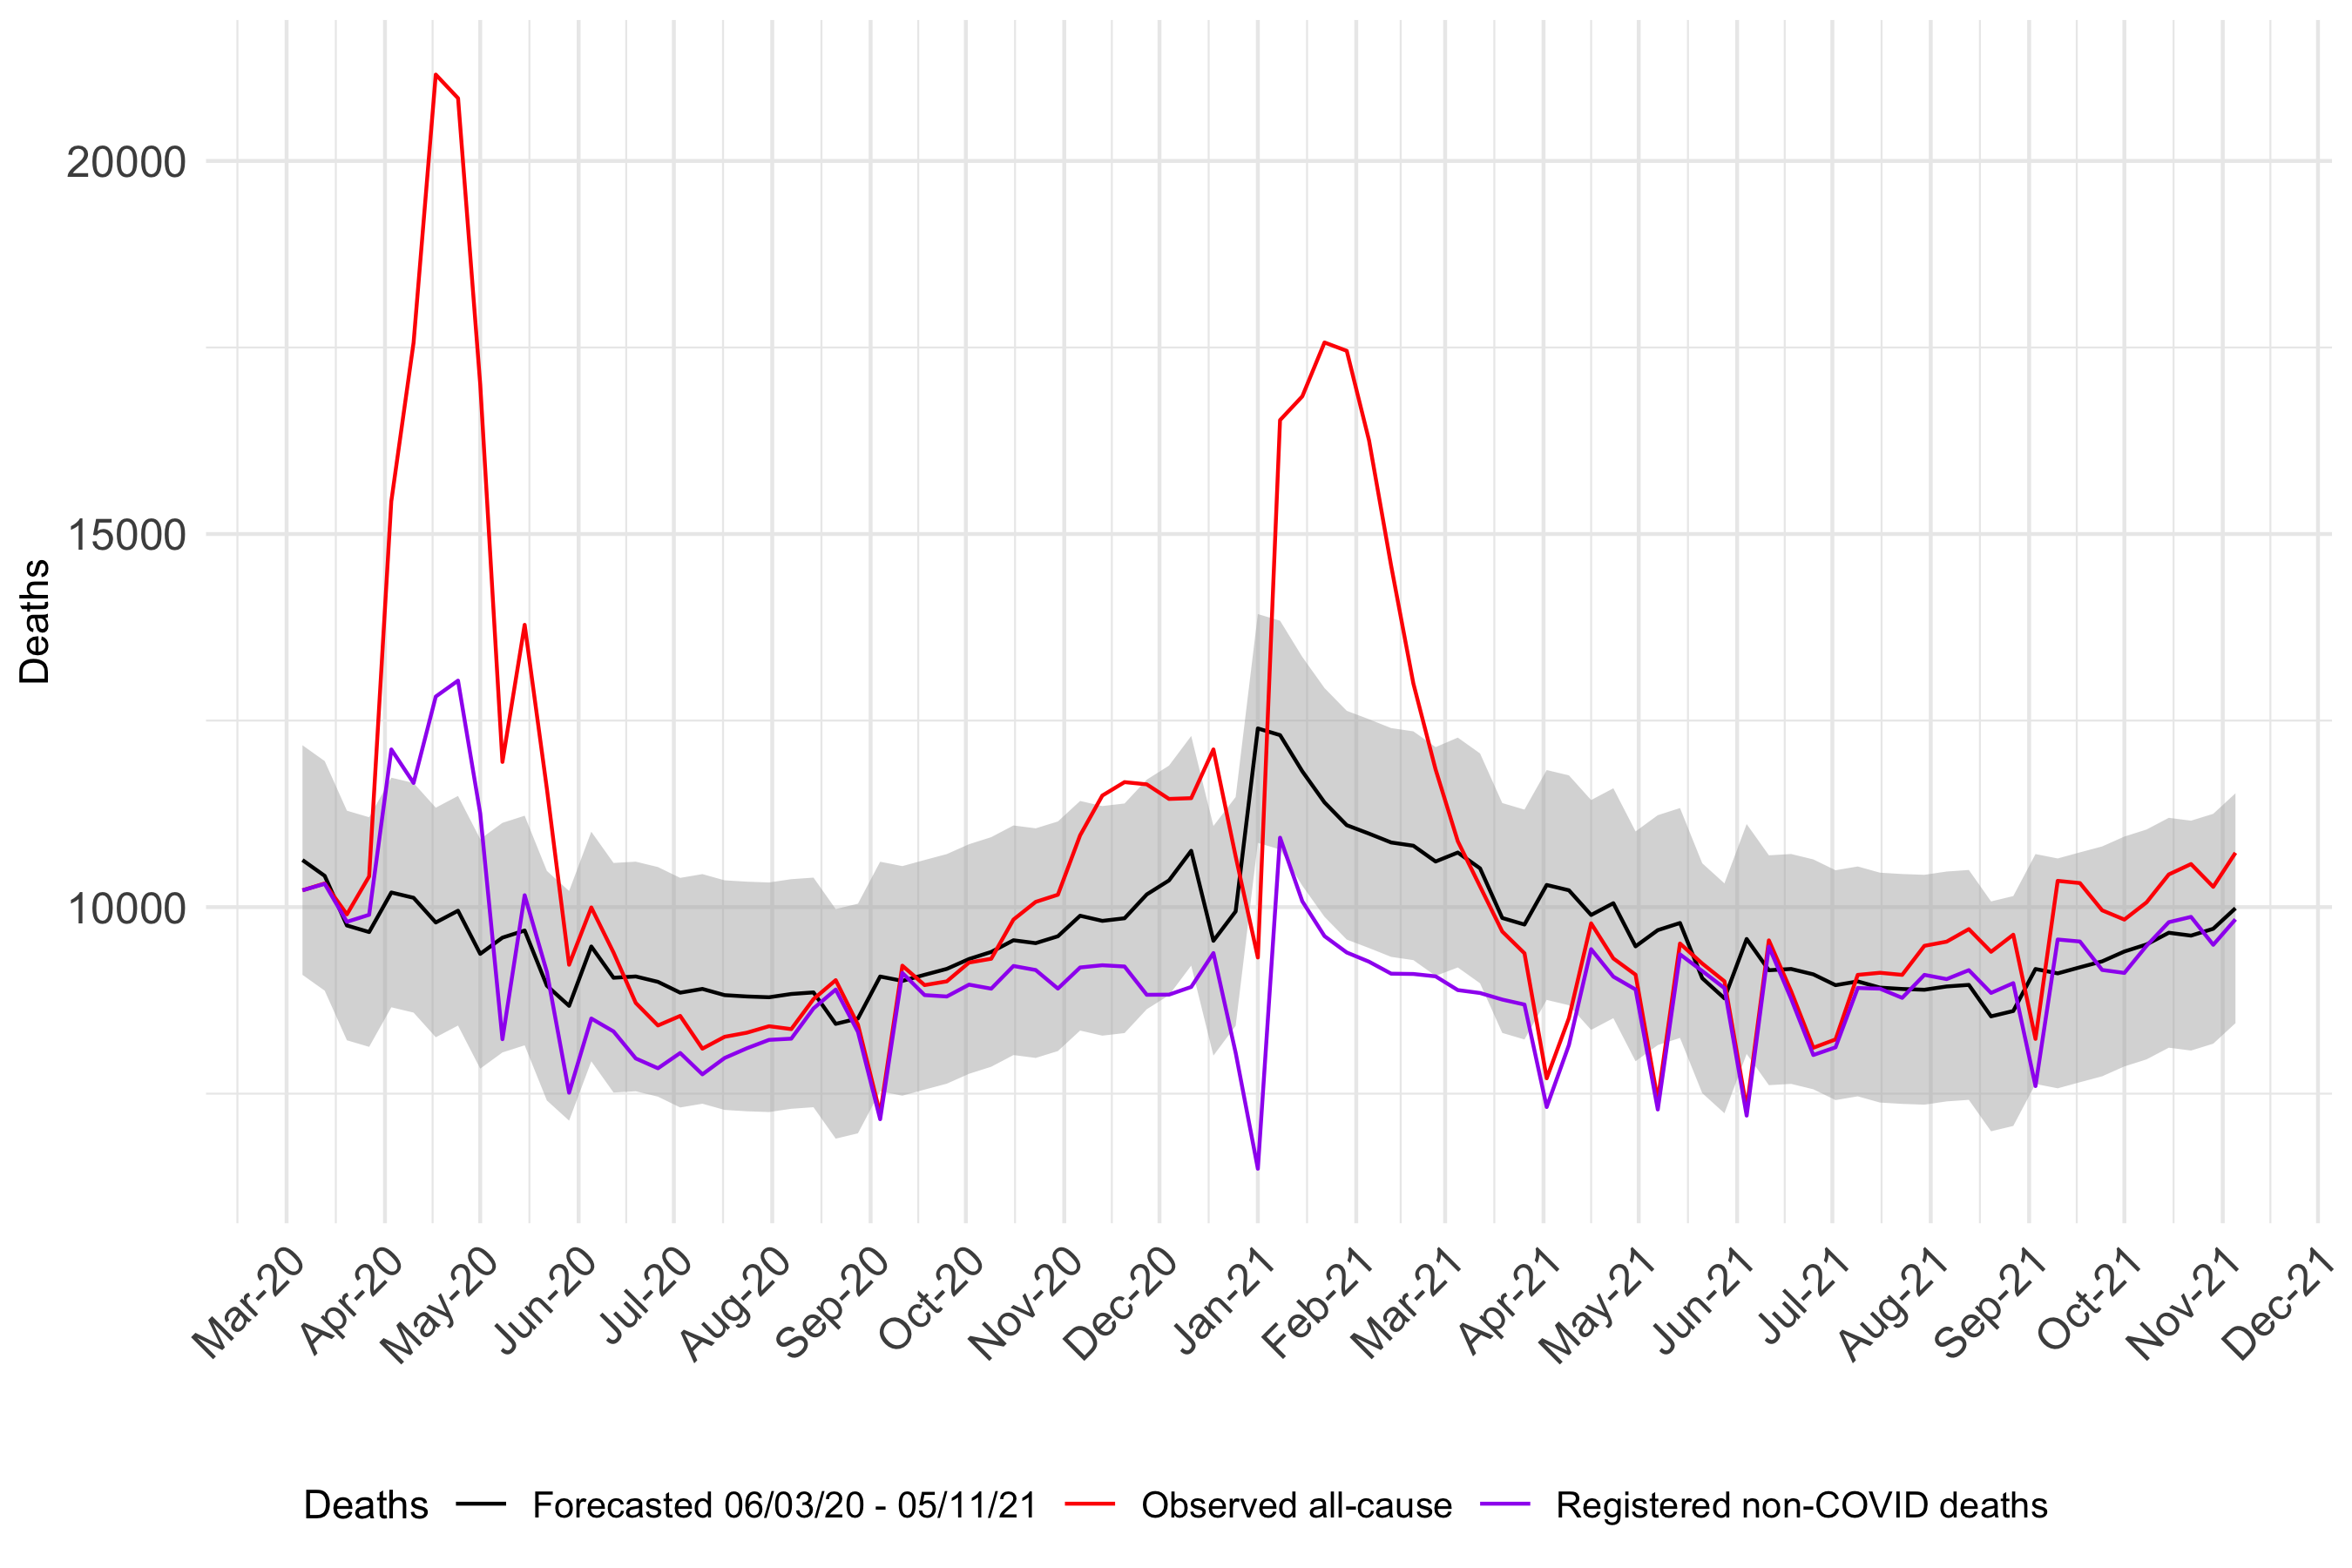 20000
15000
10000
Deaths
Mar-20 Apr-20 May-20 Jun-20 Jul-20 Aug-20 Sep-20 Oct-20 Nov-20 Dec-20 Jan-21 Feb-21 Mar-21 Apr-21 May-21 Jun-21 Jul-21 Aug-21 Sep-21 Oct-21 Nov-21 Dec-21
Deaths Forecasted 06/03/20 - 05/11/21 Observed all-cause Registered non-COVID deaths